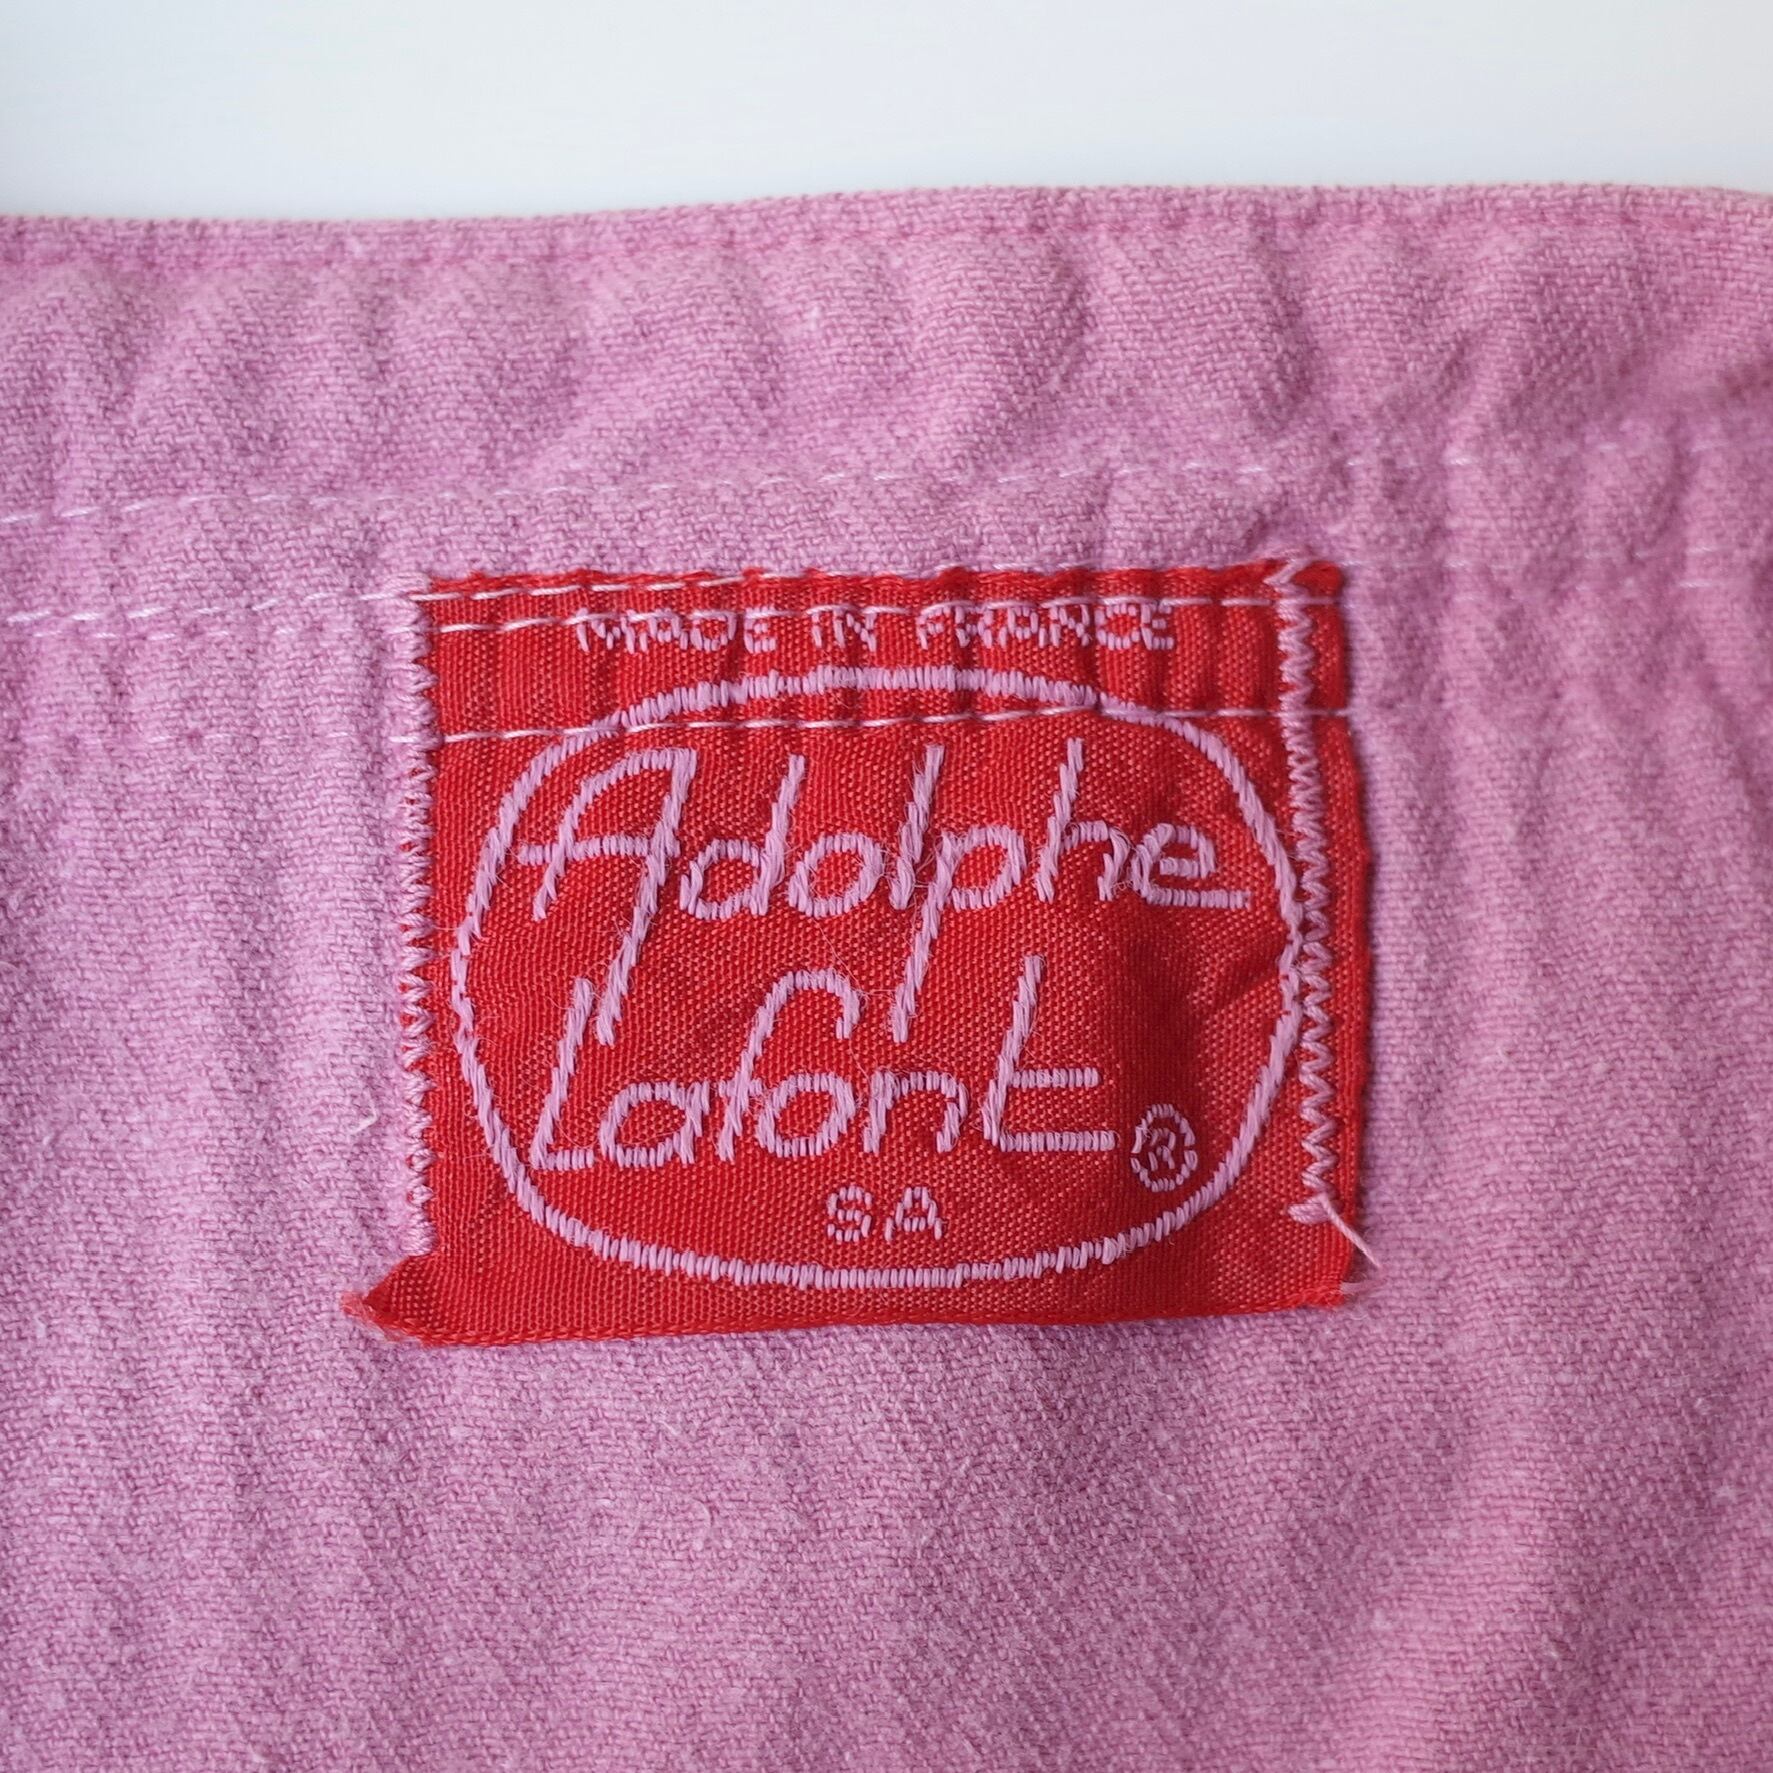 MADE IN FRANCE
Adolphe
Lafont ®
SA